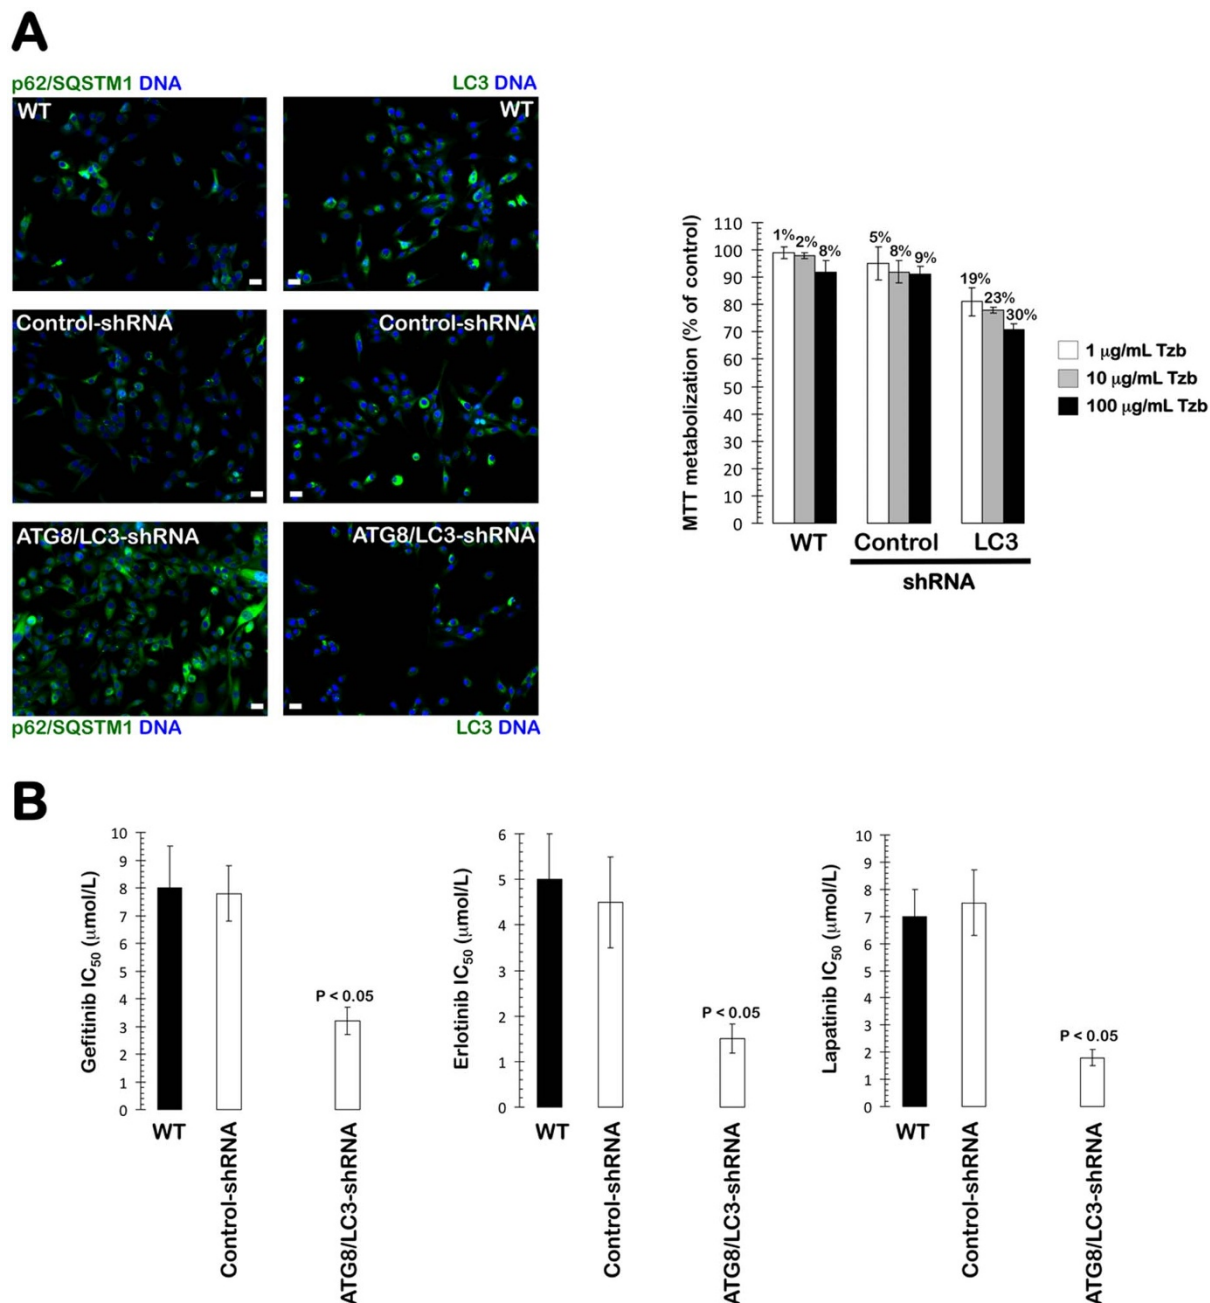 A
p62/SQSTM1 DNA
LC3 DNA
WT
WT
Control-shRNA
Control-shRNA
ATG8/LC3-shRNA
ATG8/LC3-shRNA
p62/SQSTM1 DNA
LC3 DNA
MTT metabolization (% of control)
110
100
90
80
70
60
50
40
30
20
10
0
1% 2% 8%
5% 8% 9%
19% 23% 30%
WT Control LC3
shRNA
1 μg/mL Tzb
10 μg/mL Tzb
100 μg/mL Tzb
B
Gefitinib IC50 (μmol/L)
10
9
8
7
6
5
4
3
2
1
0
P < 0.05
WT
Control-shRNA
ATG8/LC3-shRNA
Erlotinib IC50 (μmol/L)
6
5
4
3
2
1
0
P < 0.05
WT
Control-shRNA
ATG8/LC3-shRNA
Lapatinib IC50 (μmol/L)
10
9
8
7
6
5
4
3
2
1
0
P < 0.05
WT
Control-shRNA
ATG8/LC3-shRNA